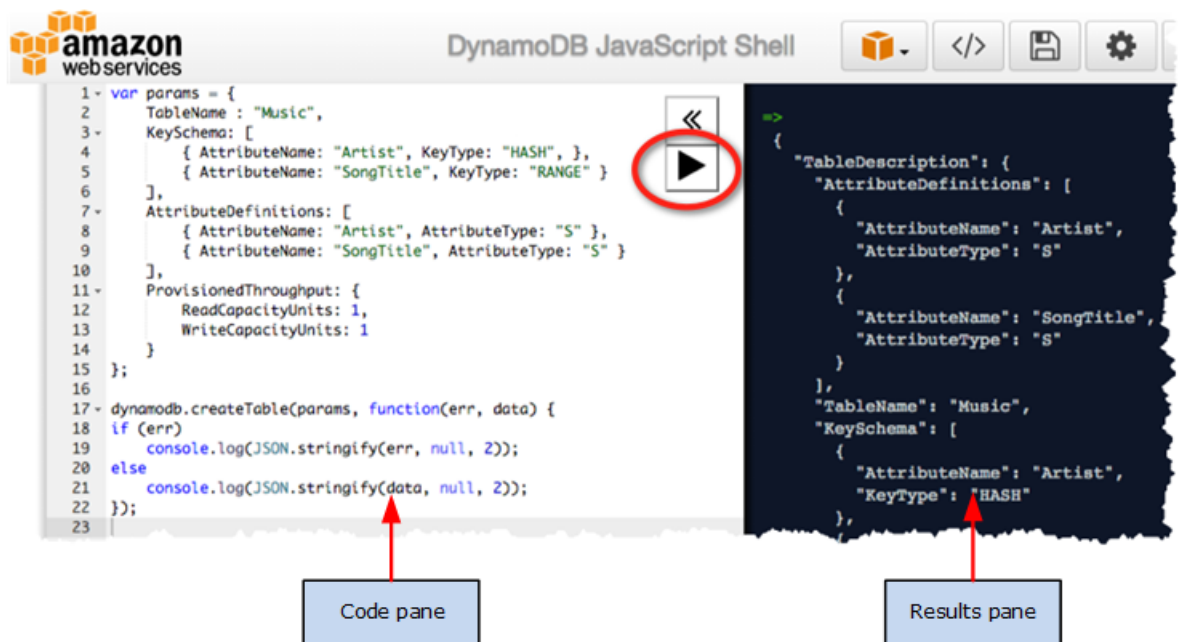 amazon
webservices
DynamoDB JavaScript Shell
</>
1 var params = {
2 TableName : "Music",
3 KeySchema: [
4 { AttributeName: "Artist", KeyType: "HASH", },
5 { AttributeName: "SongTitle", KeyType: "RANGE" }
6 ],
7 AttributeDefinitions: [
8 { AttributeName: "Artist", AttributeType: "S" },
9 { AttributeName: "SongTitle", AttributeType: "S" }
10 ],
11 ProvisionedThroughput: {
12 ReadCapacityUnits: 1,
13 WriteCapacityUnits: 1
14 }
15 };
16
17 dynamodb.createTable(params, function(err, data) {
18 if (err)
19 console.log(JSON.stringify(err, null, 2));
20 else
21 console.log(JSON.stringify(data, null, 2));
22 });
23
«
=>
{
"TableDescription": {
"AttributeDefinitions": [
{
"AttributeName": "Artist",
"AttributeType": "S"
},
{
"AttributeName": "SongTitle",
"AttributeType": "S"
}
],
"TableName": "Music",
"KeySchema": [
{
"AttributeName": "Artist",
"KeyType": "HASH"
},
{
Code pane
Results pane